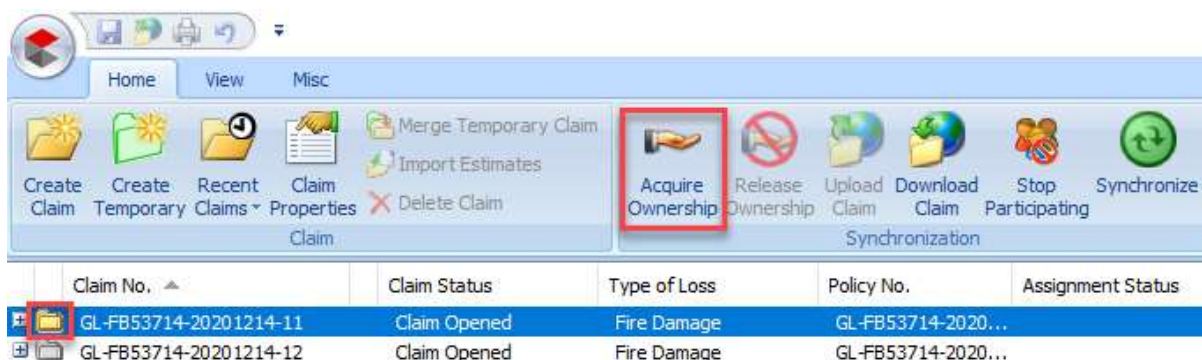 Home View Misc
Create Claim
Create Temporary
Recent Claims
Claim Properties
Merge Temporary Claim
Import Estimates
Delete Claim
Claim
Acquire Ownership
Release Ownership
Upload Claim
Download Claim
Stop Participating
Synchronize
Synchronization
Claim No. Claim Status Type of Loss Policy No. Assignment Status
GL-FB53714-20201214-11 Claim Opened Fire Damage GL-FB53714-2020...
GL-FB53714-20201214-12 Claim Opened Fire Damage GL-FB53714-2020...